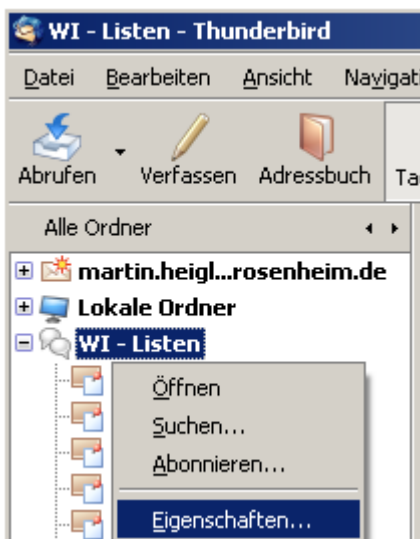 WI - Listen - Thunderbird
Datei Bearbeiten Ansicht Navigati
Abrufen Verfassen Adressbuch Ta
Alle Ordner
martin.heigl...rosenheim.de
Lokale Ordner
WI - Listen
Öffnen
Suchen...
Abonnieren...
Eigenschaften...